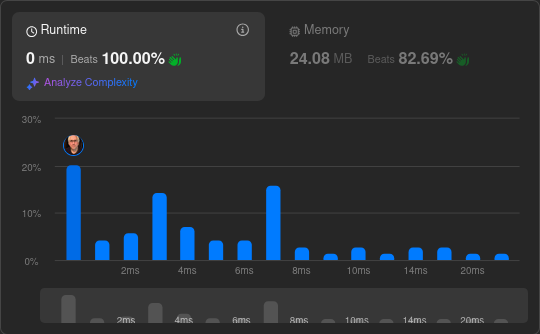 Runtime
0 ms | Beats 100.00%
Analyze Complexity
Memory
24.08 MB Beats 82.69%
30%
20%
10%
0%
2ms 4ms 6ms 8ms 10ms 14ms 20ms
2ms 4ms 6ms 8ms 10ms 14ms 20ms